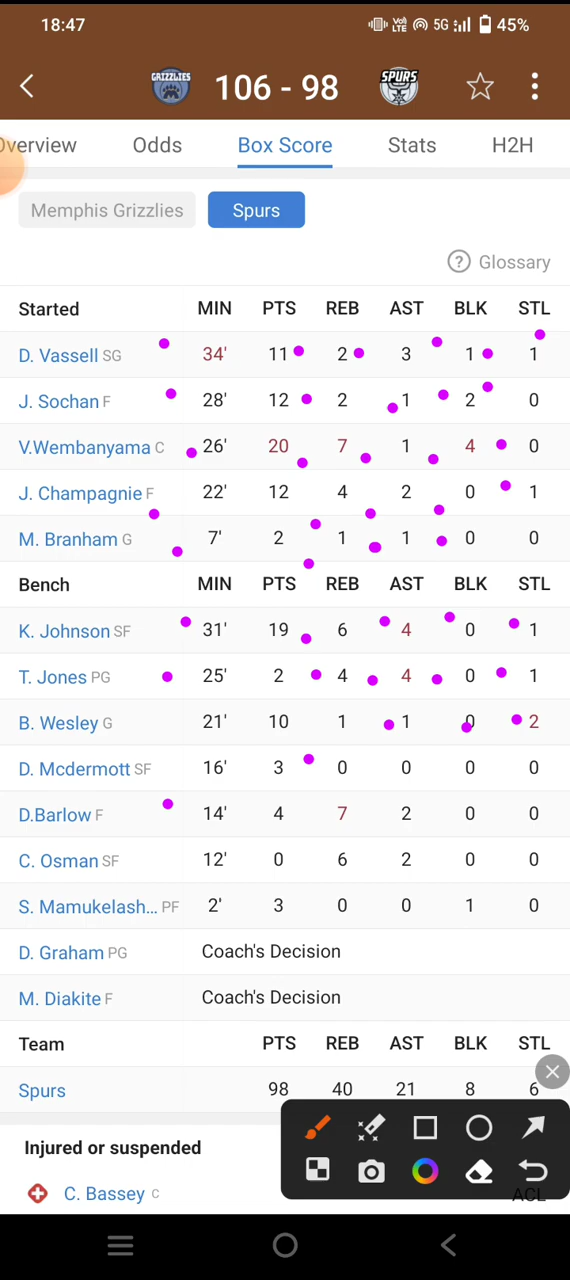 18:47 Vo) LTE 5G 45%
GRIZZLIES 106 - 98 SPURS
Overview Odds Box Score Stats H2H
Memphis Grizzlies Spurs
? Glossary
Started MIN PTS REB AST BLK STL
D. Vassell SG 34' 11 2 3 1 1
J. Sochan F 28' 12 2 1 2 0
V.Wembanyama C 26' 20 7 1 4 0
J. Champagnie F 22' 12 4 2 0 1
M. Branham G 7' 2 1 1 0 0
Bench MIN PTS REB AST BLK STL
K. Johnson SF 31' 19 6 4 0 1
T. Jones PG 25' 2 4 4 0 1
B. Wesley G 21' 10 1 1 0 2
D. Mcdermott SF 16' 3 0 0 0 0
D.Barlow F 14' 4 7 2 0 0
C. Osman SF 12' 0 6 2 0 0
S. Mamukelash... PF 2' 3 0 0 1 0
D. Graham PG Coach's Decision
M. Diakite F Coach's Decision
Team PTS REB AST BLK STL
Spurs 98 40 21 8 6
Injured or suspended
C. Bassey C ACL